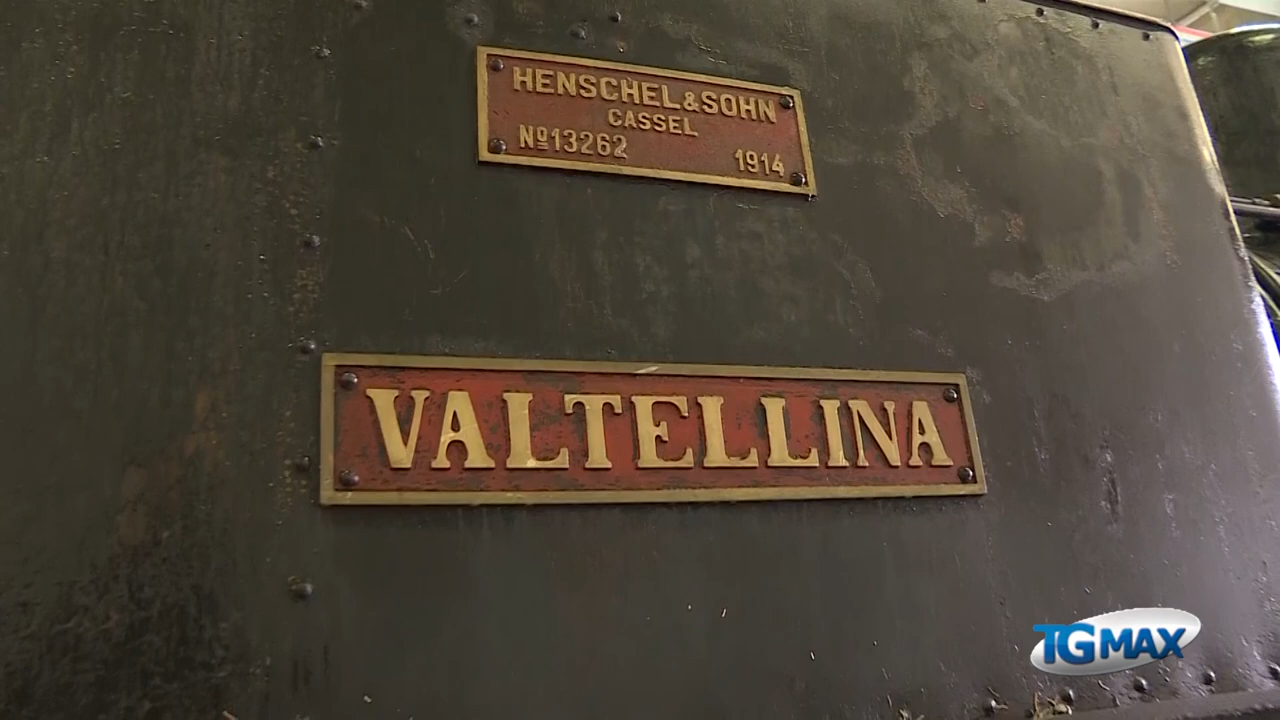 HENSCHEL&SOHN
CASSEL
Nº13262 1914
VALTELLINA
TGMAX